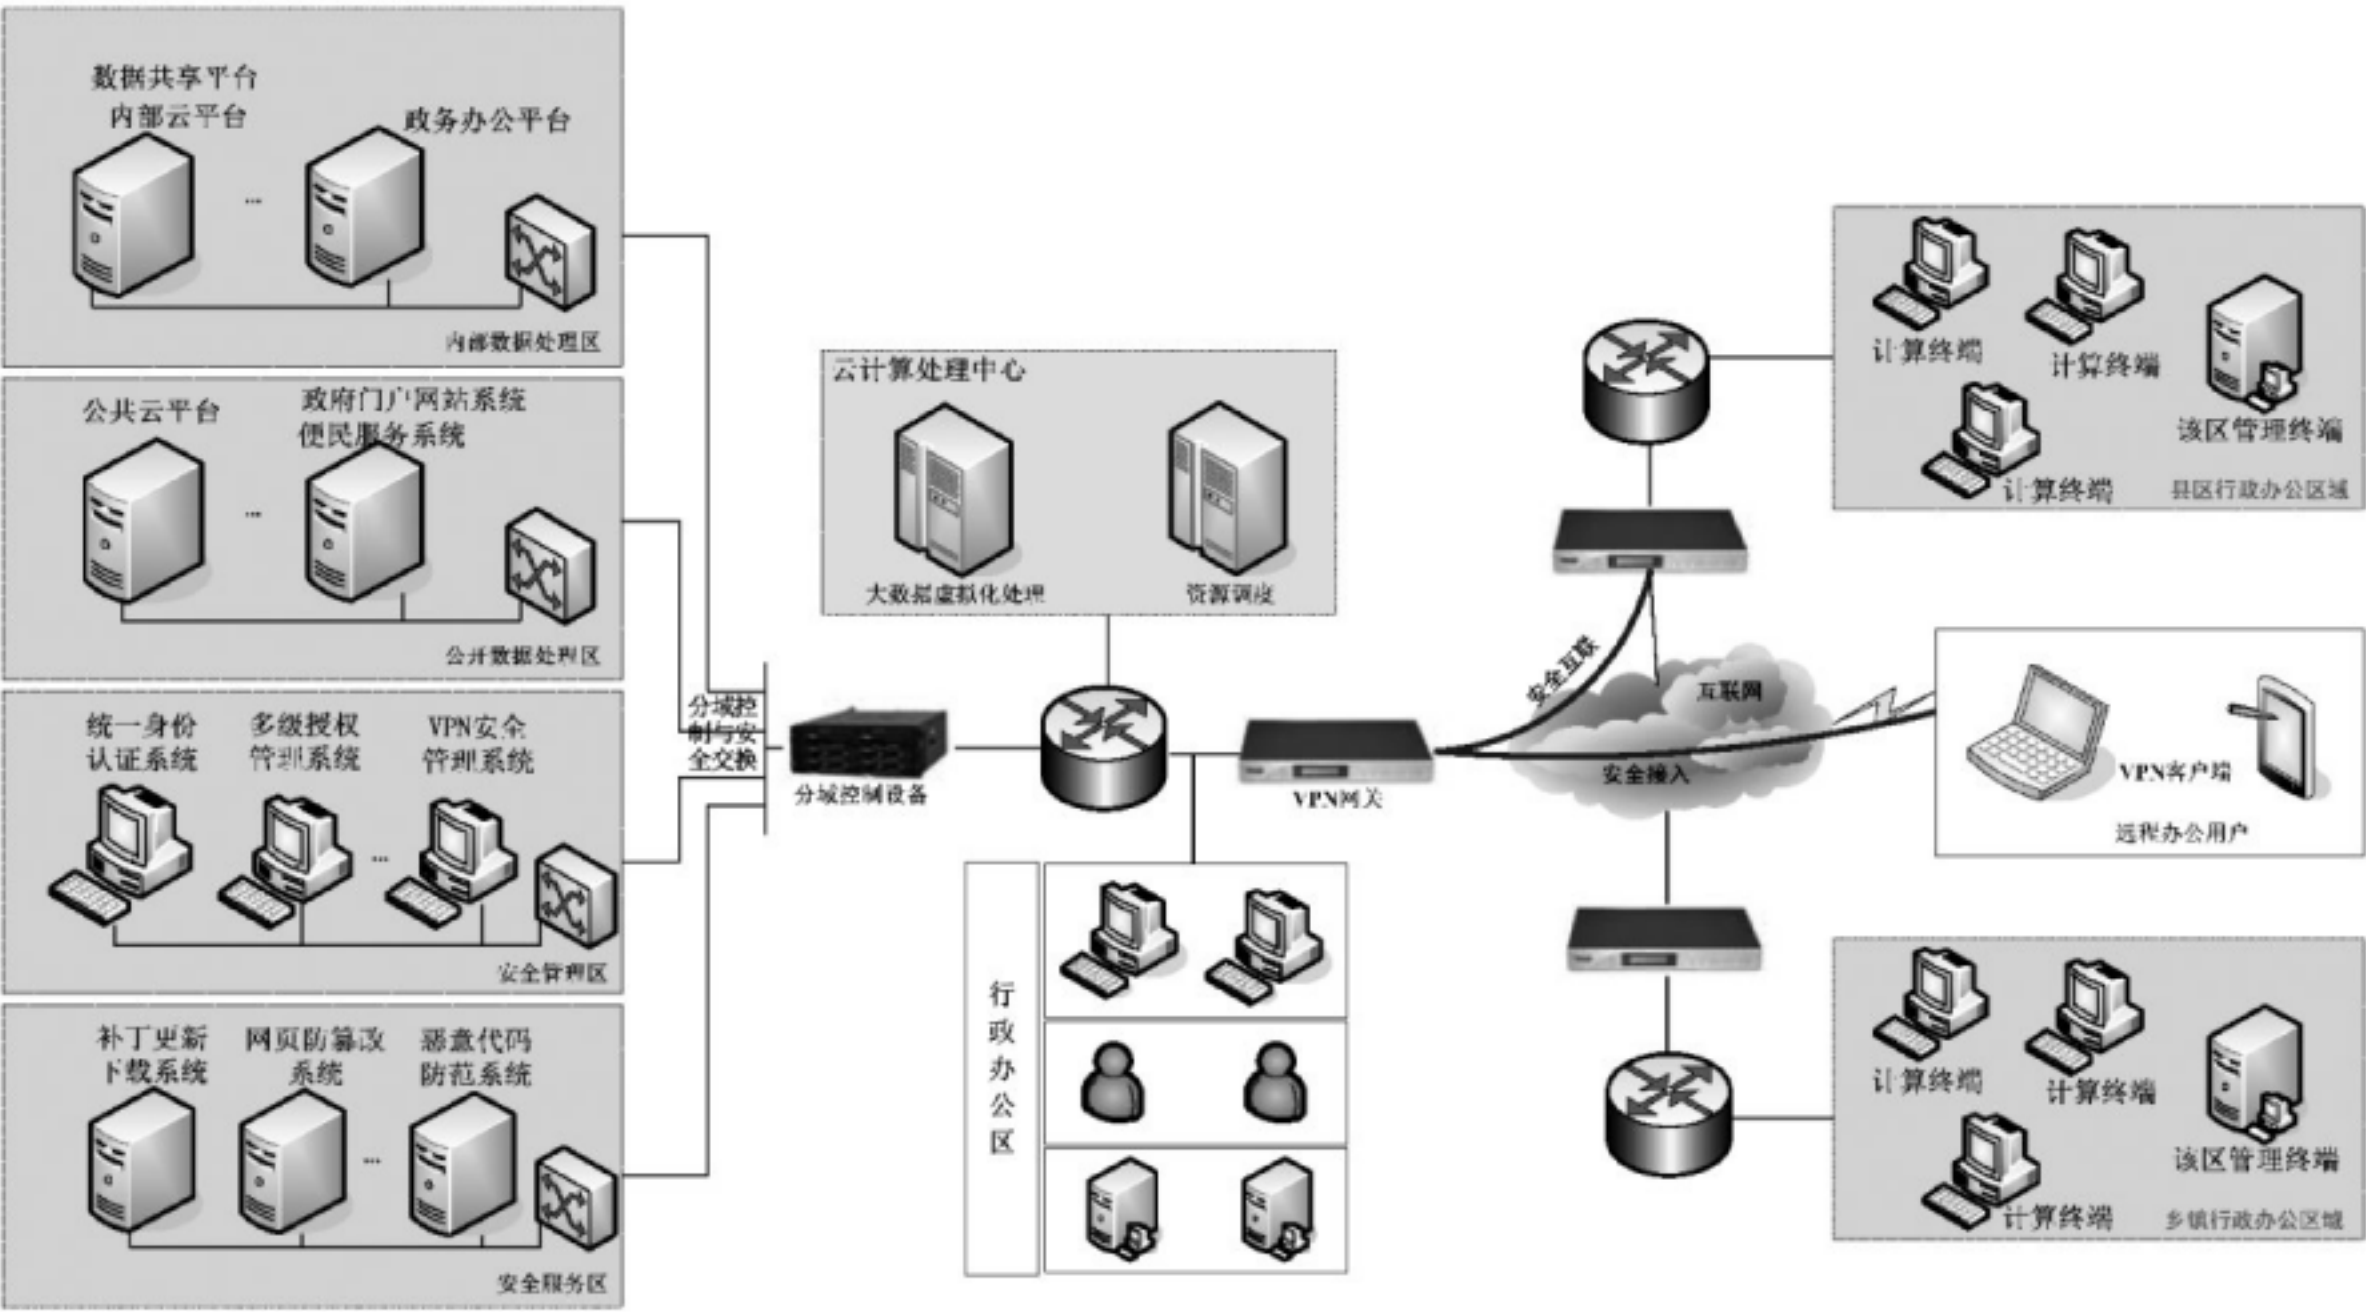 数据共享平台
内部云平台
政务办公平台
内部数据处理区
公共云平台
政府门户网站系统
便民服务系统
公开数据处理区
统一身份
认证系统
多级授权
管理系统
VPN安全
管理系统
安全管理区
补丁更新
下载系统
网页防篡改
系统
恶意代码
防范系统
安全服务区
分域控
制与安
全交换
分域控制设备
云计算处理中心
大数据虚拟化处理
资源调度
VPN网关
行政办公区
安全互联
互联网
安全接入
计算终端
计算终端
计算终端
该区管理终端
县区行政办公区域
VPN客户端
远程办公用户
计算终端
计算终端
计算终端
该区管理终端
乡镇行政办公区域